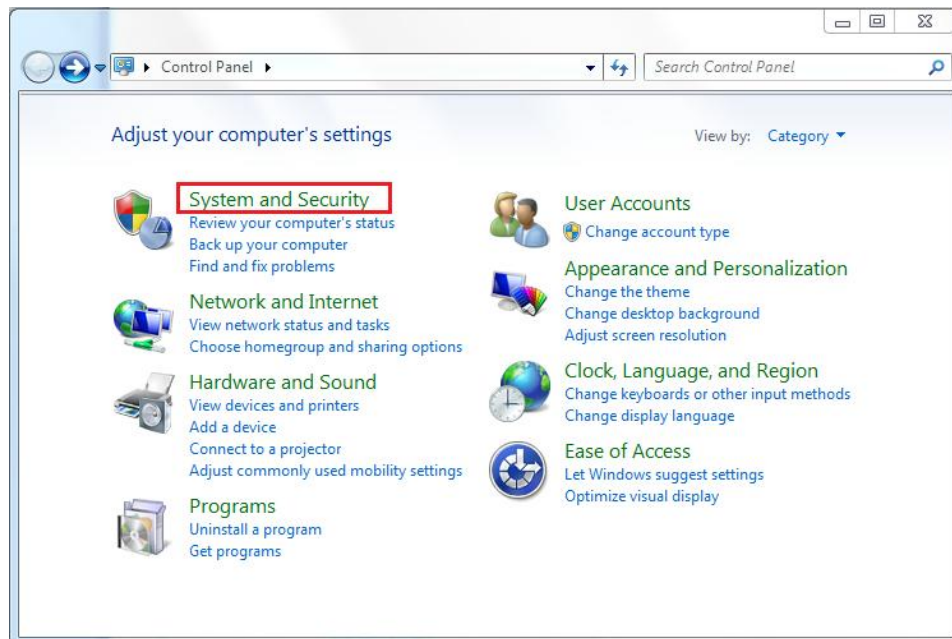 Control Panel
Search Control Panel
Adjust your computer's settings
View by: Category
System and Security
Review your computer's status
Back up your computer
Find and fix problems
Network and Internet
View network status and tasks
Choose homegroup and sharing options
Hardware and Sound
View devices and printers
Add a device
Connect to a projector
Adjust commonly used mobility settings
Programs
Uninstall a program
Get programs
User Accounts
Change account type
Appearance and Personalization
Change the theme
Change desktop background
Adjust screen resolution
Clock, Language, and Region
Change keyboards or other input methods
Change display language
Ease of Access
Let Windows suggest settings
Optimize visual display